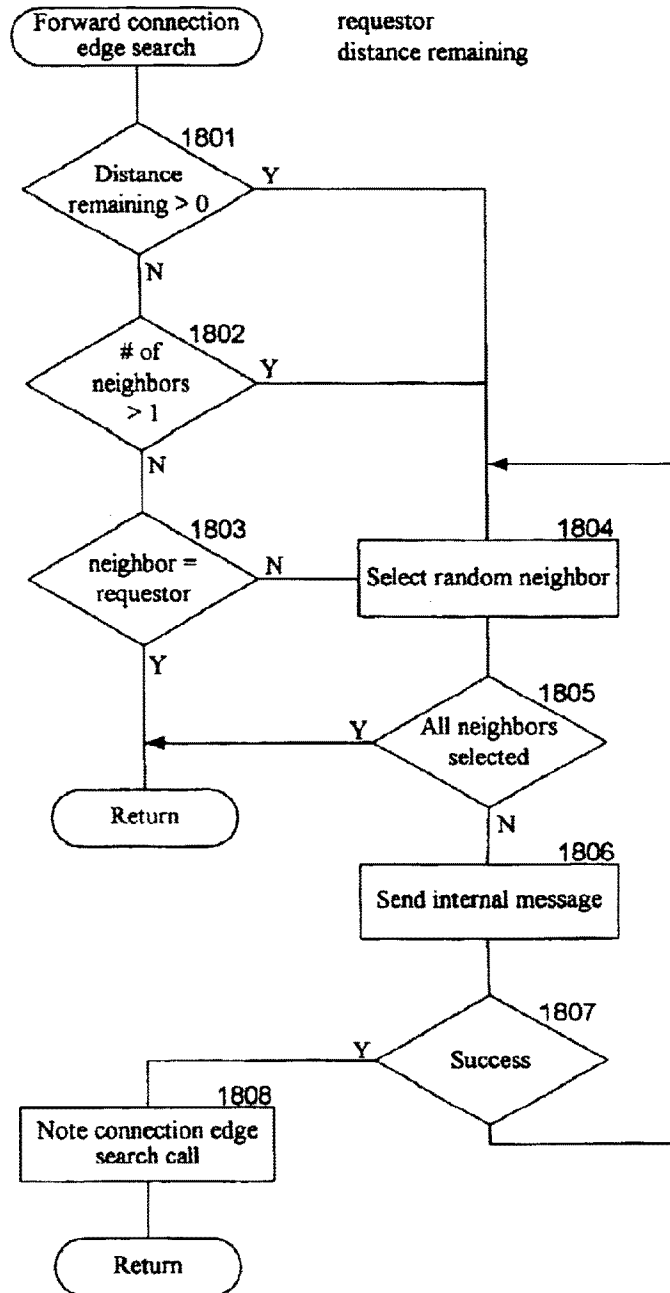 Forward connection
edge search
requestor
distance remaining
1801
Distance
remaining > 0
Y
N
1802
# of
neighbors
> 1
Y
N
1803
neighbor =
requestor
N
Y
1804
Select random neighbor
1805
All neighbors
selected
Y
N
Return
1806
Send internal message
1807
Success
Y
1808
Note connection edge
search call
Return